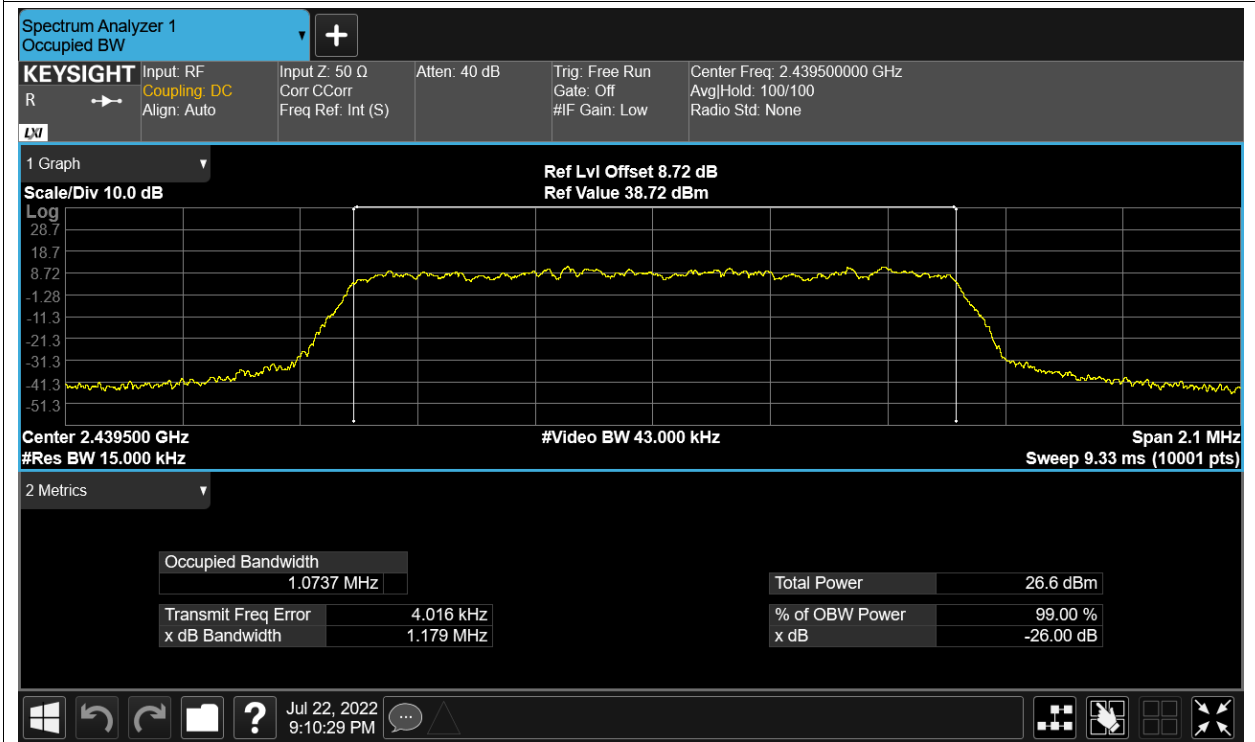 Spectrum Analyzer 1
Occupied BW
KEYSIGHT
R
LXI
Input: RF
Coupling: DC
Align: Auto
Input Z: 50 Ω
Corr CCorr
Freq Ref: Int (S)
Atten: 40 dB
Trig: Free Run
Gate: Off
#IF Gain: Low
Center Freq: 2.439500000 GHz
Avg|Hold: 100/100
Radio Std: None
1 Graph
Scale/Div 10.0 dB
Ref Lvl Offset 8.72 dB
Ref Value 38.72 dBm
Log
28.7
18.7
8.72
-1.28
-11.3
-21.3
-31.3
-41.3
-51.3
Center 2.439500 GHz
#Video BW 43.000 kHz
Span 2.1 MHz
#Res BW 15.000 kHz
Sweep 9.33 ms (10001 pts)
2 Metrics
Occupied Bandwidth
1.0737 MHz
Total Power 26.6 dBm
Transmit Freq Error 4.016 kHz
% of OBW Power 99.00 %
x dB Bandwidth 1.179 MHz
x dB -26.00 dB
?
Jul 22, 2022
9:10:29 PM